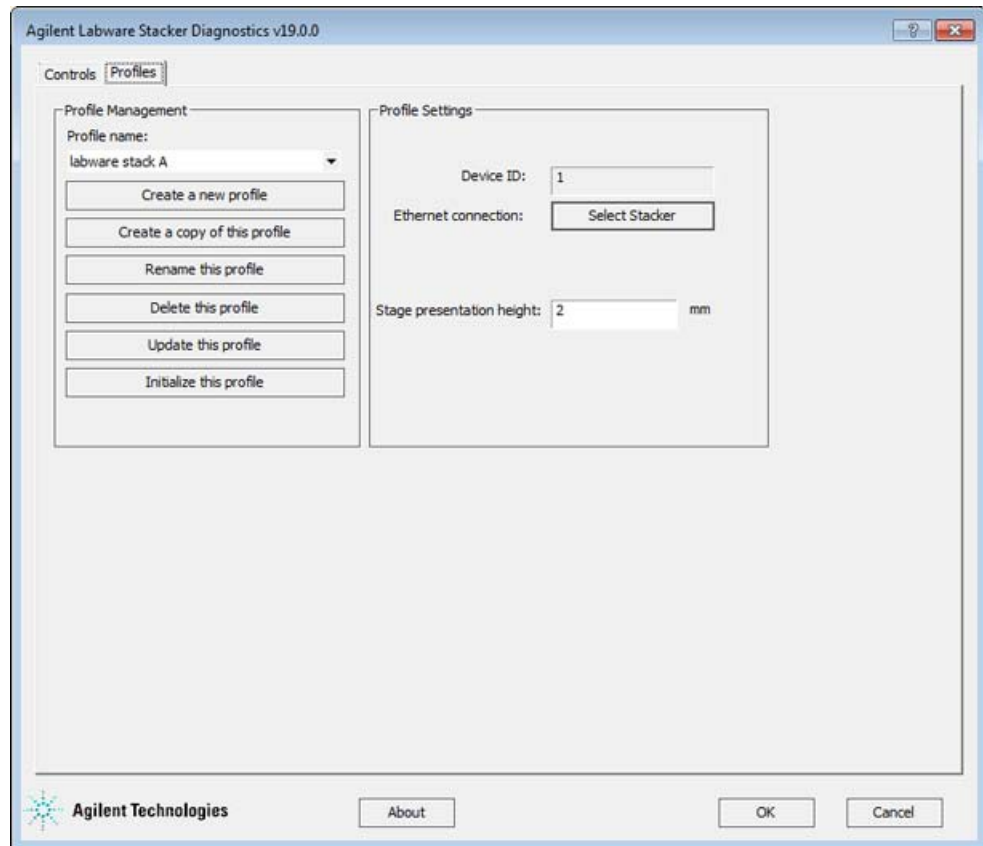 Agilent Labware Stacker Diagnostics v19.0.0
Controls Profiles
Profile Management
Profile name:
labware stack A
Create a new profile
Create a copy of this profile
Rename this profile
Delete this profile
Update this profile
Initialize this profile
Profile Settings
Device ID: 1
Ethernet connection: Select Stacker
Stage presentation height: 2 mm
Agilent Technologies
About
OK
Cancel